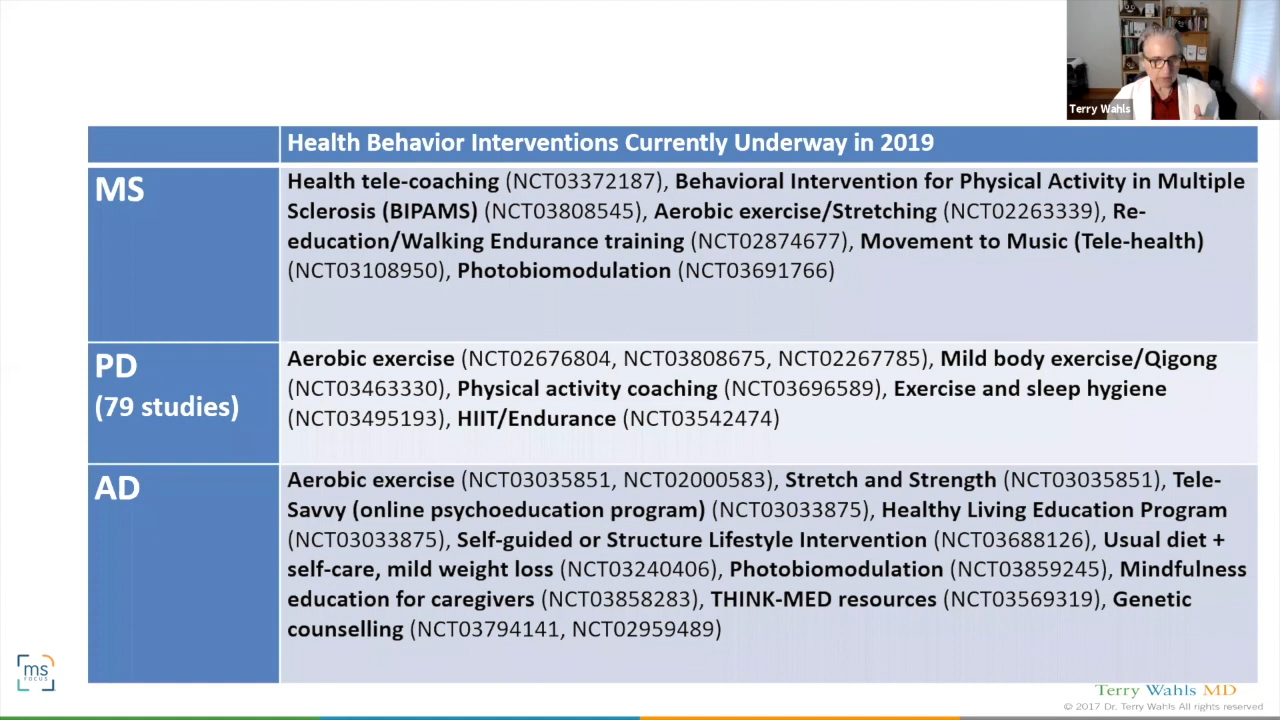 Terry Wahls
Health Behavior Interventions Currently Underway in 2019
MS
Health tele-coaching (NCT03372187), Behavioral Intervention for Physical Activity in Multiple
Sclerosis (BIPAMS) (NCT03808545), Aerobic exercise/Stretching (NCT02263339), Re-
education/Walking Endurance training (NCT02874677), Movement to Music (Tele-health)
(NCT03108950), Photobiomodulation (NCT03691766)
PD
(79 studies)
Aerobic exercise (NCT02676804, NCT03808675, NCT02267785), Mild body exercise/Qigong
(NCT03463330), Physical activity coaching (NCT03696589), Exercise and sleep hygiene
(NCT03495193), HIIT/Endurance (NCT03542474)
AD
Aerobic exercise (NCT03035851, NCT02000583), Stretch and Strength (NCT03035851), Tele-
Savvy (online psychoeducation program) (NCT03033875), Healthy Living Education Program
(NCT03033875), Self-guided or Structure Lifestyle Intervention (NCT03688126), Usual diet +
self-care, mild weight loss (NCT03240406), Photobiomodulation (NCT03859245), Mindfulness
education for caregivers (NCT03858283), THINK-MED resources (NCT03569319), Genetic
counselling (NCT03794141, NCT02959489)
ms
FOCUS
Terry Wahls MD
© 2017 Dr. Terry Wahls All rights reserved